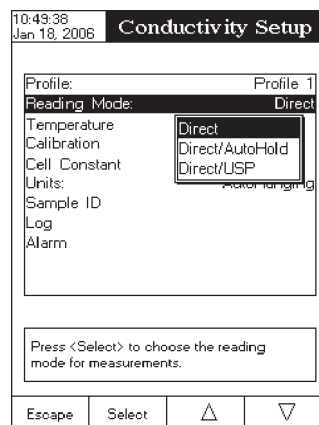 10:49:38
Jan 18, 2006
Conductivity Setup
Profile: Profile 1
Reading Mode: Direct
Temperature
Direct
Calibration
Direct/AutoHold
Cell Constant
Direct/USP
Units:
Sample ID
Log
Alarm
Press <Select> to choose the reading
mode for measurements.
Escape Select